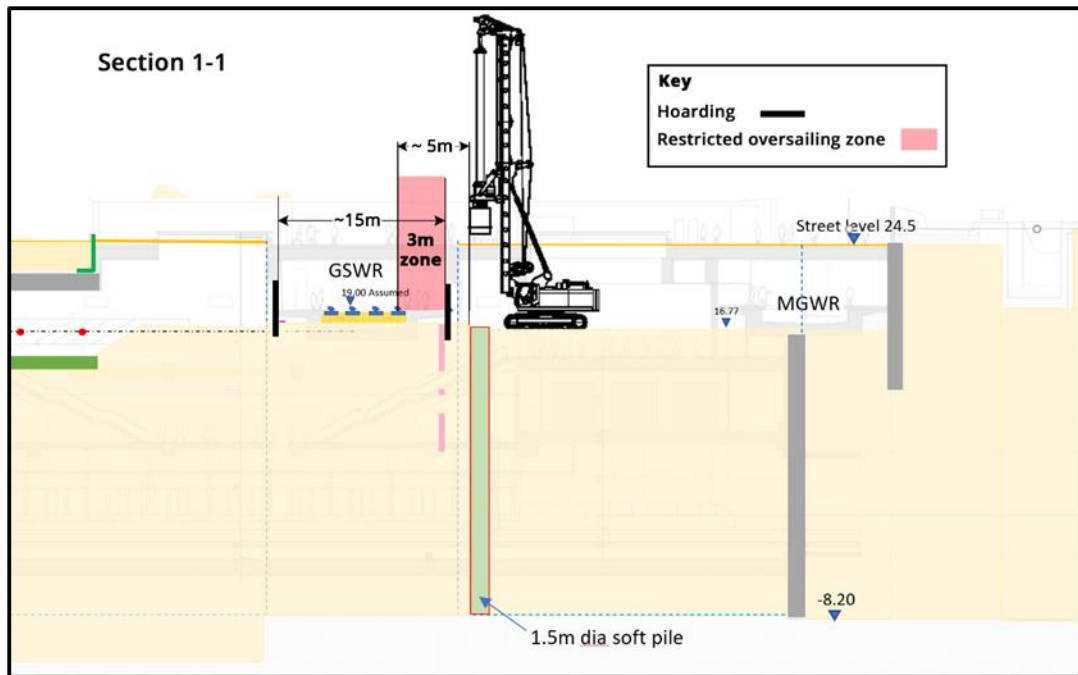 Section 1-1
Key
Hoarding
Restricted oversailing zone
~ 5m
~15m
3m
zone
GSWR
19.00 Assumed
Street level 24.5
MGWR
16.77
-8.20
1.5m dia soft pile